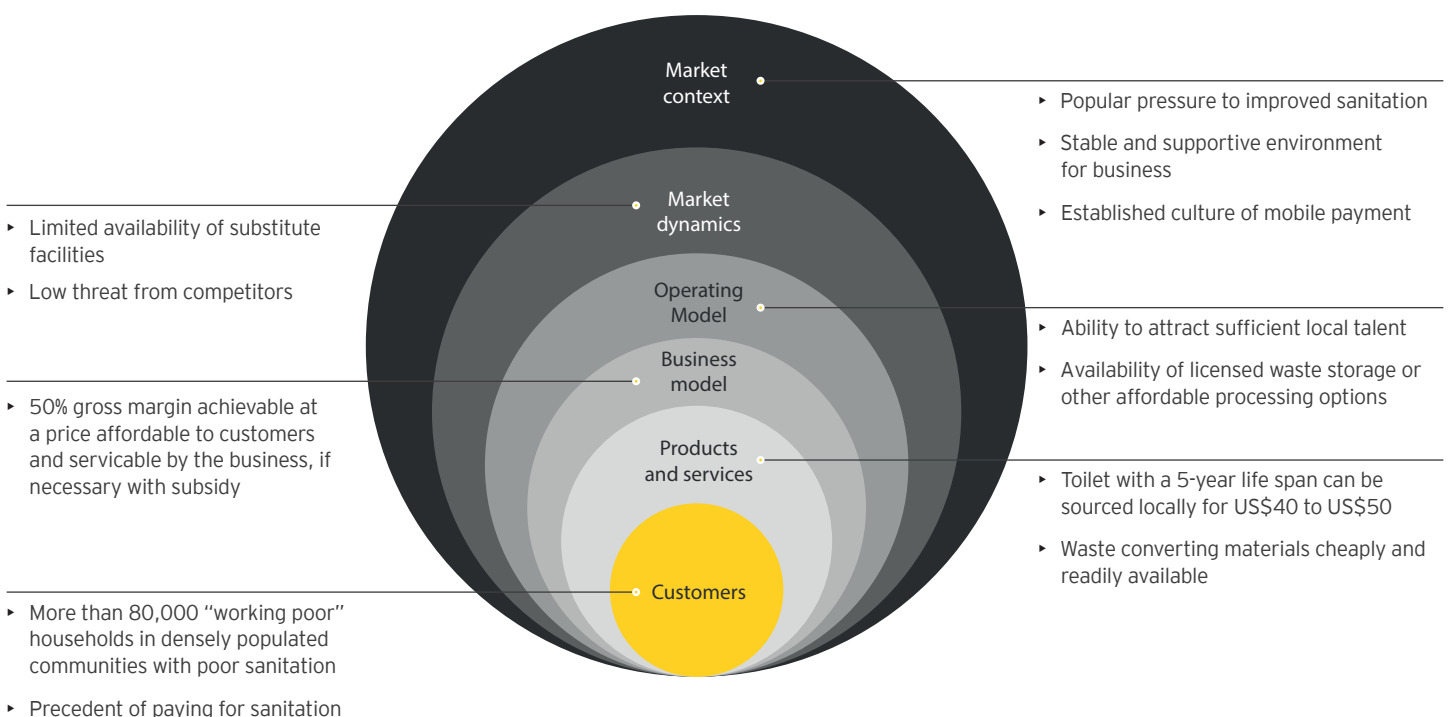 Market
context
▸ Popular pressure to improved sanitation
▸ Stable and supportive environment
for business
▸ Established culture of mobile payment
Market
dynamics
▸ Limited availability of substitute
facilities
▸ Low threat from competitors
Operating
Model
▸ Ability to attract sufficient local talent
▸ Availability of licensed waste storage or
other affordable processing options
Business
model
▸ 50% gross margin achievable at
a price affordable to customers
and servicable by the business, if
necessary with subsidy
Products
and services
▸ Toilet with a 5-year life span can be
sourced locally for US$40 to US$50
▸ Waste converting materials cheaply and
readily available
Customers
▸ More than 80,000 “working poor”
households in densely populated
communities with poor sanitation
▸ Precedent of paying for sanitation